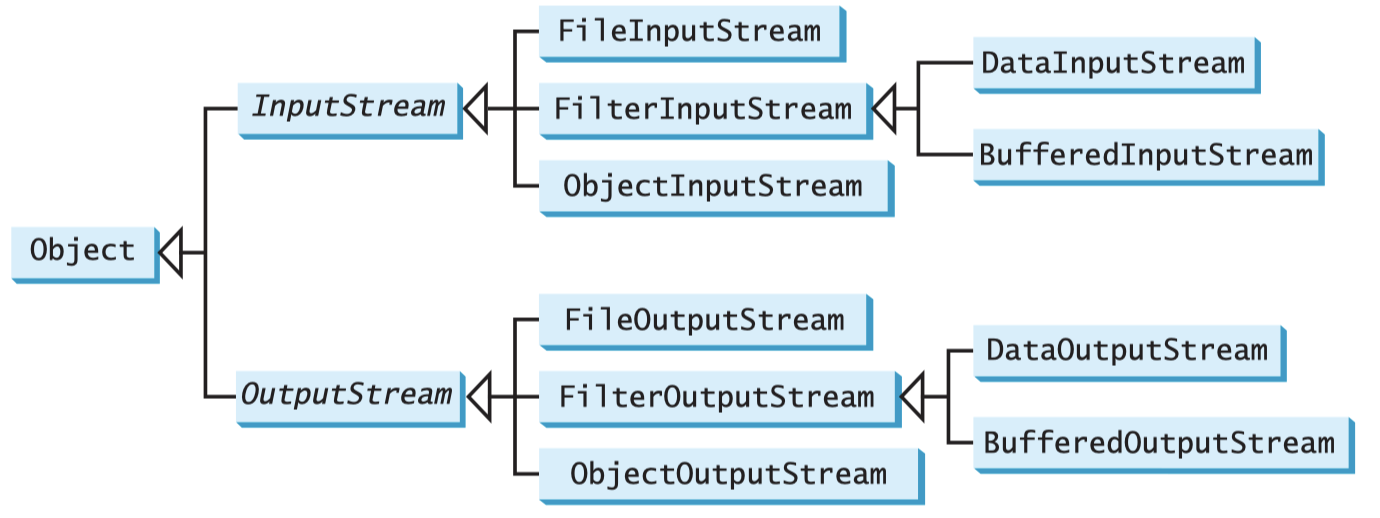 FileInputStream
DataInputStream
InputStream
FilterInputStream
BufferedInputStream
ObjectInputStream
Object
FileOutputStream
DataOutputStream
OutputStream
FilterOutputStream
BufferedOutputStream
ObjectOutputStream